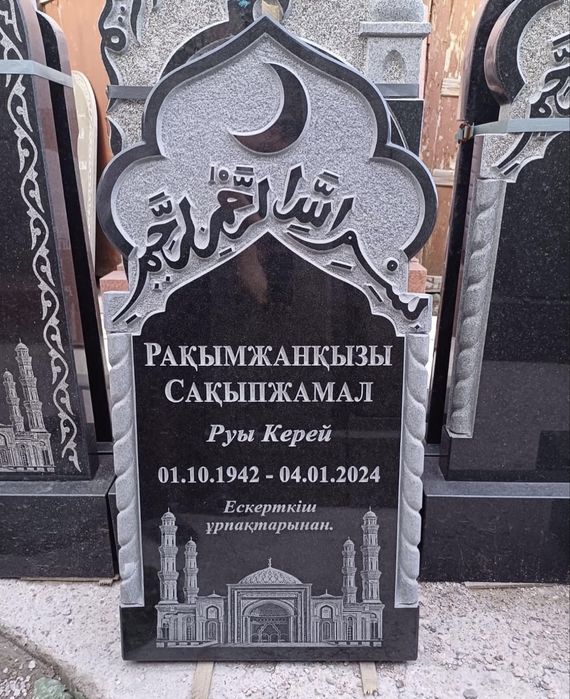 بسم الله الرحمن الرحيم
РАҚЫМЖАНҚЫЗЫ
САҚЫПЖАМАЛ
Руы Керей
01.10.1942 - 04.01.2024
Ескерткіш
ұрпақтарынан.